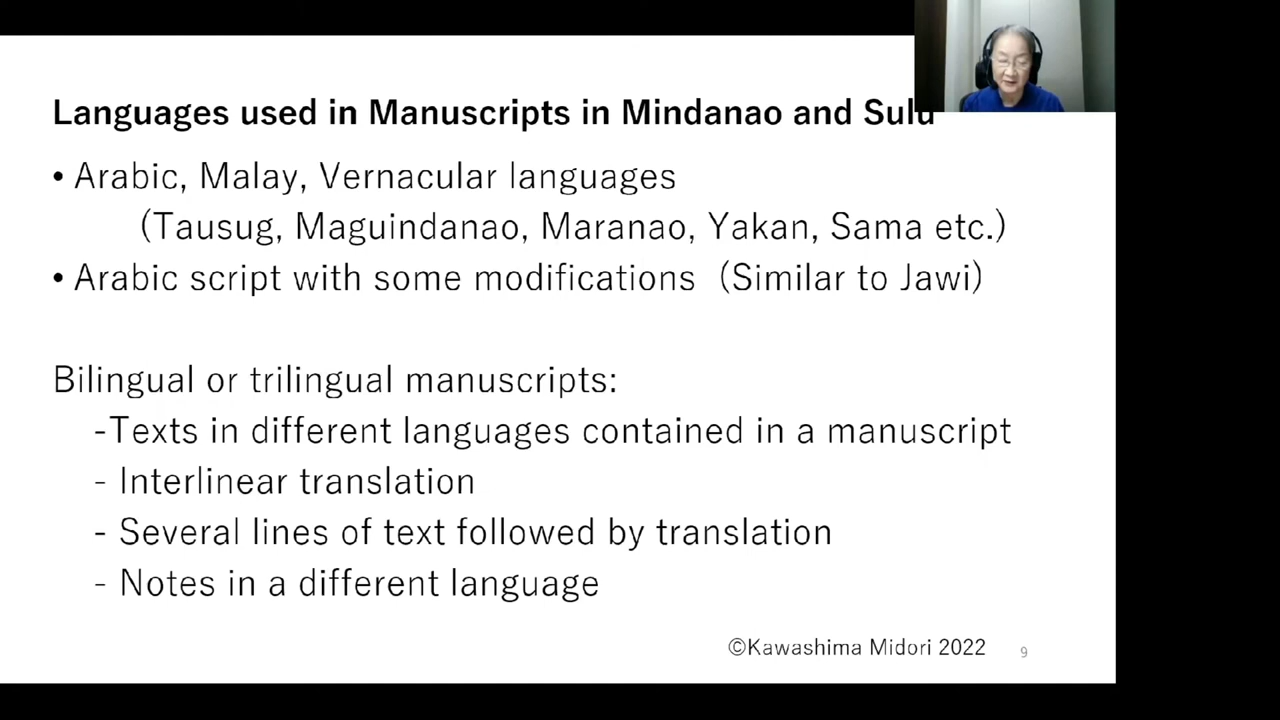 Languages used in Manuscripts in Mindanao and Sulu
• Arabic, Malay, Vernacular languages
(Tausug, Maguindanao, Maranao, Yakan, Sama etc.)
• Arabic script with some modifications (Similar to Jawi)
Bilingual or trilingual manuscripts:
-Texts in different languages contained in a manuscript
- Interlinear translation
- Several lines of text followed by translation
- Notes in a different language
©Kawashima Midori 2022 9